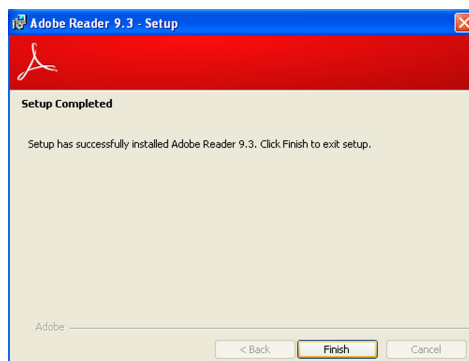 Adobe Reader 9.3 - Setup
Setup Completed
Setup has successfully installed Adobe Reader 9.3. Click Finish to exit setup.
Adobe
< Back Finish Cancel